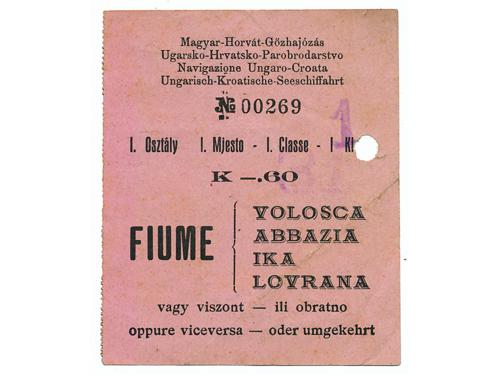 Magyar-Horvát-Gőzhajózás
Ugarsko-Hrvatsko-Parobrodarstvo
Navigazione Ungaro-Croata
Ungarisch-Kroatische-Seeschiffahrt
№ 00269
I. Osztály I. Mjesto - I. Classe - I Kl
K —.60
FIUME
VOLOSCA
ABBAZIA
IKA
LOVRANA
vagy viszont — ili obratno
oppure viceversa — oder umgekehrt